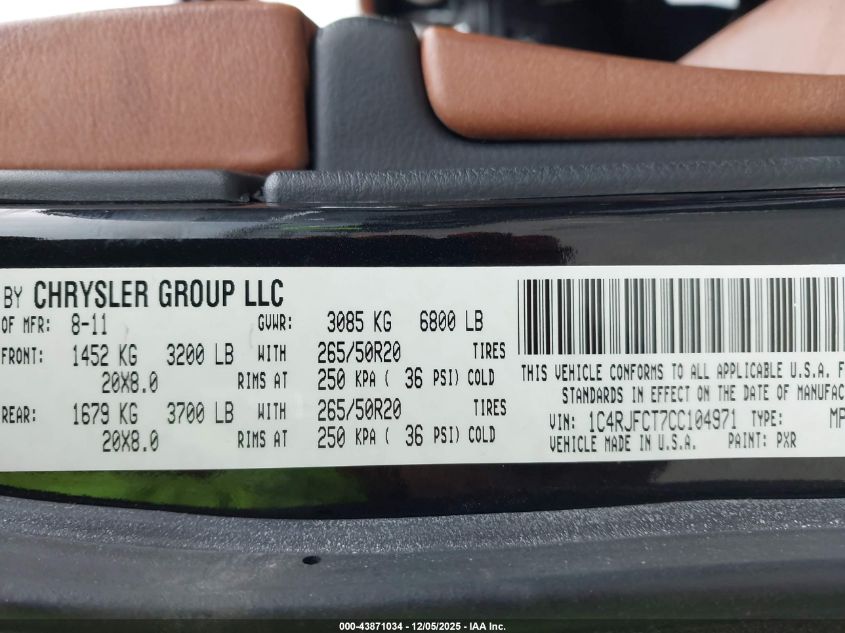 BY CHRYSLER GROUP LLC
OF MFR: 8-11 GVWR: 3085 KG 6800 LB
FRONT: 1452 KG 3200 LB WITH 265/50R20 TIRES
20X8.0 RIMS AT 250 KPA ( 36 PSI) COLD
REAR: 1679 KG 3700 LB WITH 265/50R20 TIRES
20X8.0 RIMS AT 250 KPA ( 36 PSI) COLD
THIS VEHICLE CONFORMS TO ALL APPLICABLE U.S.A. F
STANDARDS IN EFFECT ON THE DATE OF MANUFAC
VIN: 1C4RJFCT7CC104971 TYPE: MP
VEHICLE MADE IN U.S.A. PAINT: PXR
000-43871034 - 12/05/2025 - IAA Inc.